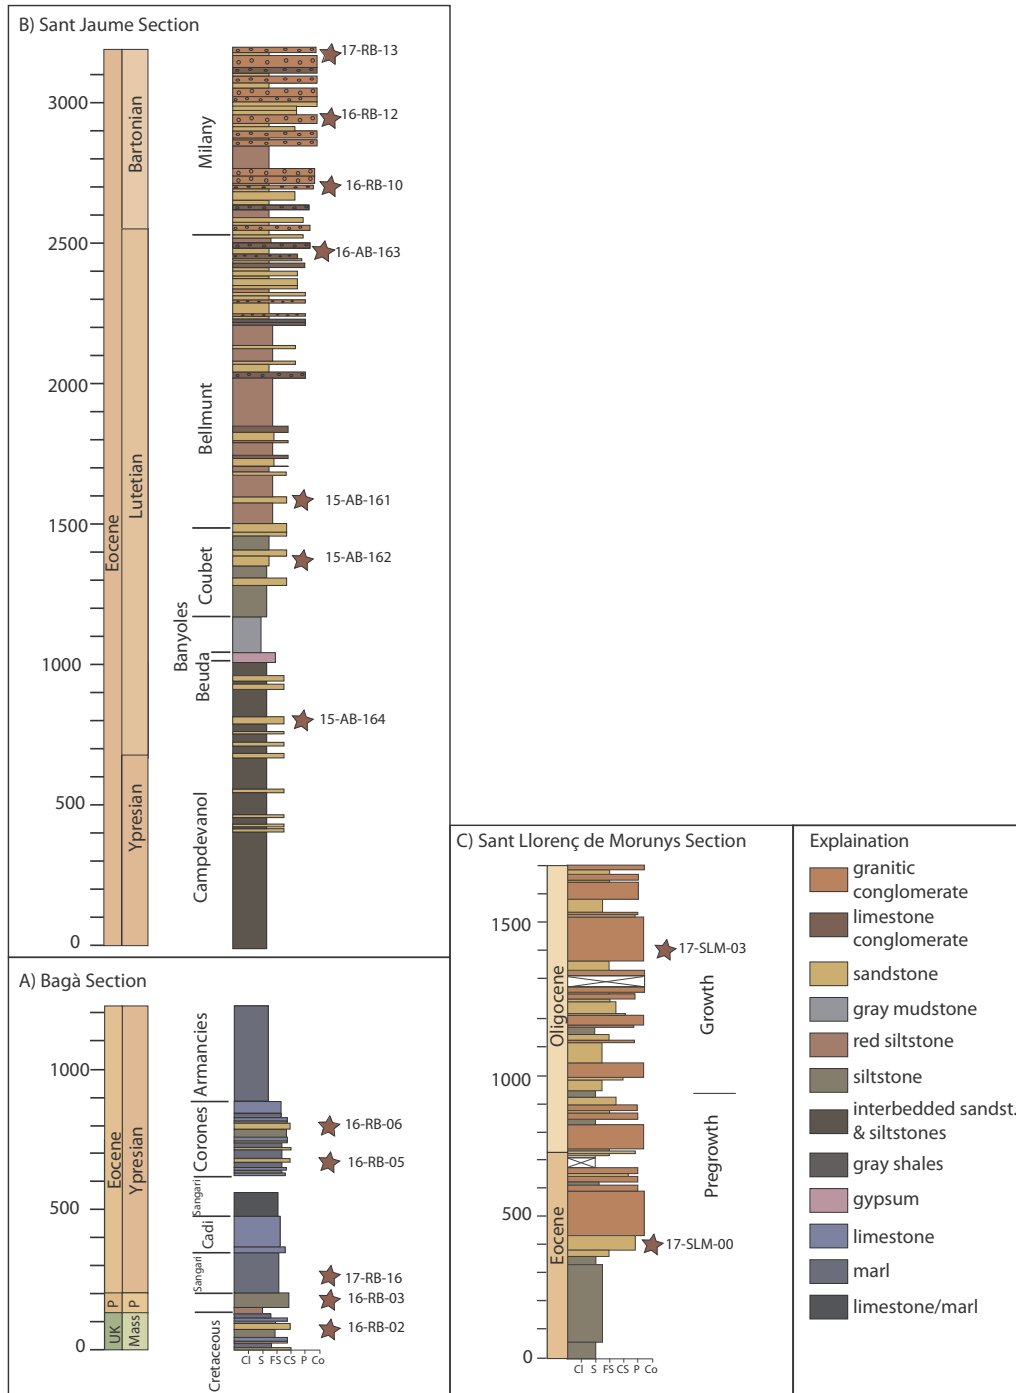 B) Sant Jaume Section
3000
2500
2000
1500
1000
500
0
Eocene
Bartonian
Lutetian
Ypresian
Milany
Bellmunt
Coubet
Banyoles
Beuda
Campdevanol
17-RB-13
16-RB-12
16-RB-10
16-AB-163
15-AB-161
15-AB-162
15-AB-164
A) Bagà Section
1000
500
0
Eocene
Ypresian
P
P
UK
Mass
Armancies
Corones
Sangari
Cadi
Sangari
Cretaceous
16-RB-06
16-RB-05
17-RB-16
16-RB-03
16-RB-02
Cl S FS CS P Co
C) Sant Llorenç de Morunys Section
1500
1000
500
0
Oligocene
Eocene
Growth
Pregrowth
17-SLM-03
17-SLM-00
Cl S FS CS P Co
Explaination
granitic
conglomerate
limestone
conglomerate
sandstone
gray mudstone
red siltstone
siltstone
interbedded sandst.
& siltstones
gray shales
gypsum
limestone
marl
limestone/marl